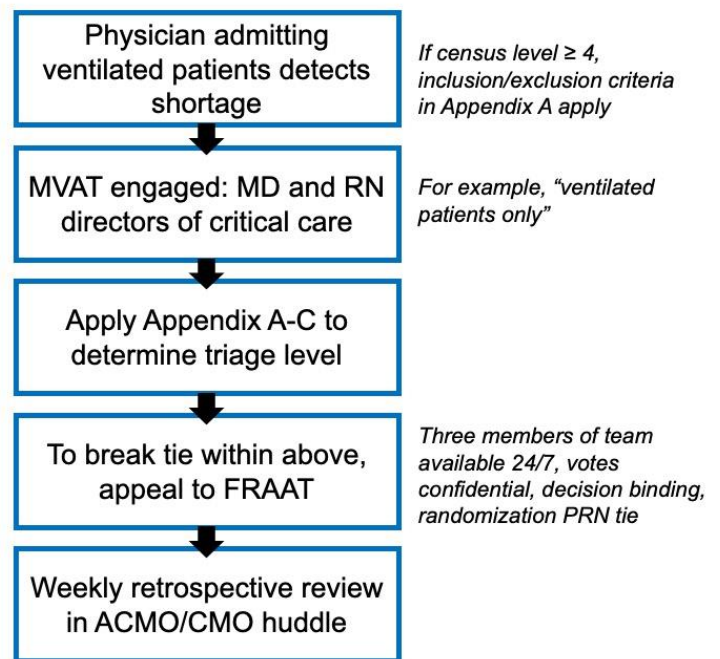 Physician admitting
ventilated patients detects
shortage
If census level ≥ 4,
inclusion/exclusion criteria
in Appendix A apply
MVAT engaged: MD and RN
directors of critical care
For example, “ventilated
patients only”
Apply Appendix A-C to
determine triage level
To break tie within above,
appeal to FRAAT
Three members of team
available 24/7, votes
confidential, decision binding,
randomization PRN tie
Weekly retrospective review
in ACMO/CMO huddle